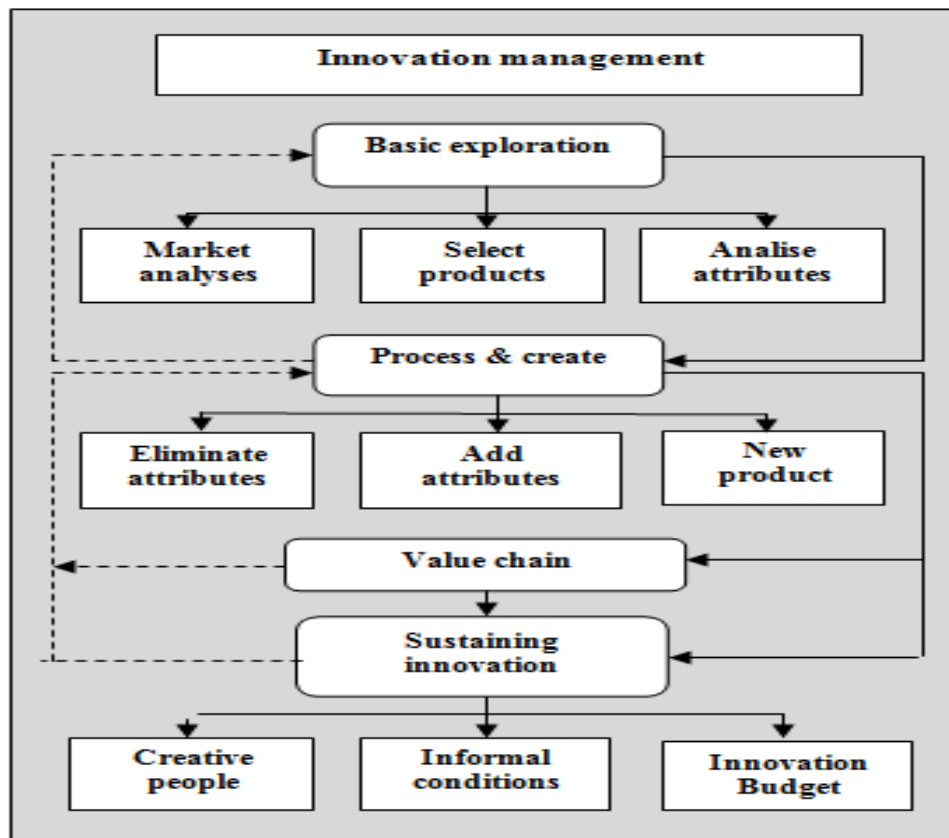 Innovation management
Basic exploration
Market
analyses
Select
products
Analise
attributes
Process & create
Eliminate
attributes
Add
attributes
New
product
Value chain
Sustaining
innovation
Creative
people
Informal
conditions
Innovation
Budget